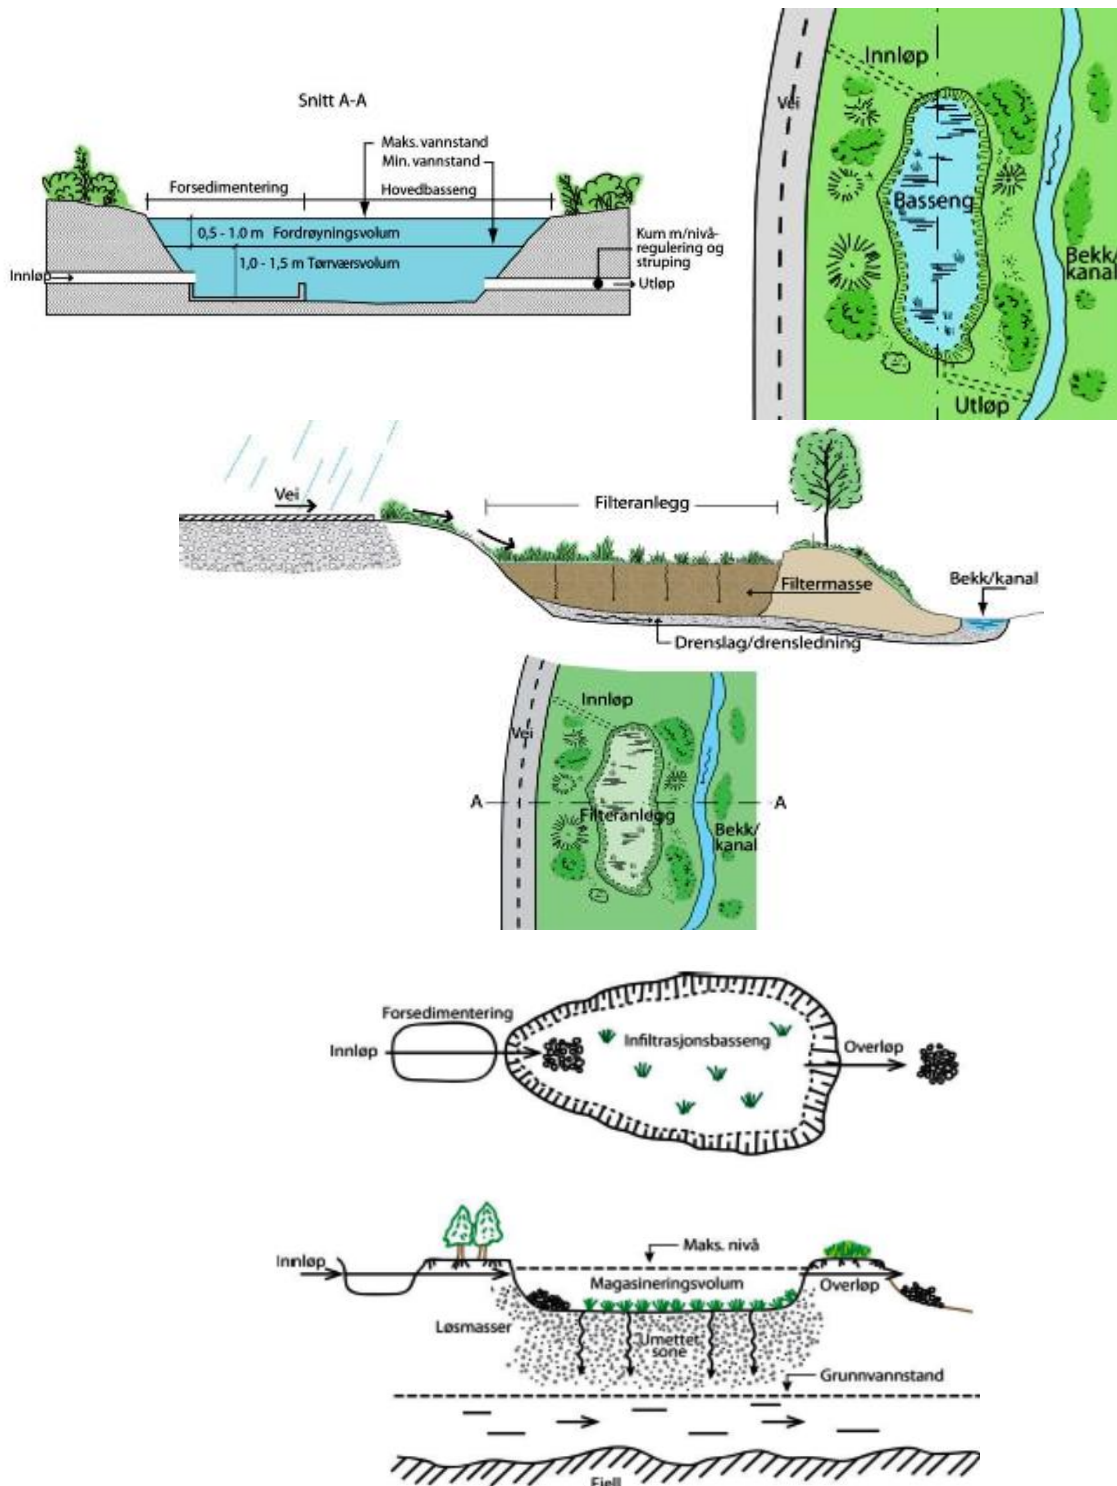 Snitt A-A
Maks. vannstand
Min. vannstand
Forsedimentering
Hovedbasseng
0,5 - 1.0 m Fordrøyningsvolum
1,0 - 1,5 m Tørrværsvolum
Innløp
Kum m/nivå-
regulering og
struping
Utløp
Innløp
Vei
Basseng
Bekk/
kanal
Utløp
Vei
Filteranlegg
Filtermasse
Bekk/kanal
Drenslag/drensledning
Innløp
Vei
A
A
Filteranlegg
Bekk/
kanal
Forsedimentering
Innløp
Infiltrasjonsbasseng
Overløp
Maks. nivå
Innløp
Magasineringsvolum
Overløp
Løsmasser
Umettet
sone
Grunnvannstand
Fjell